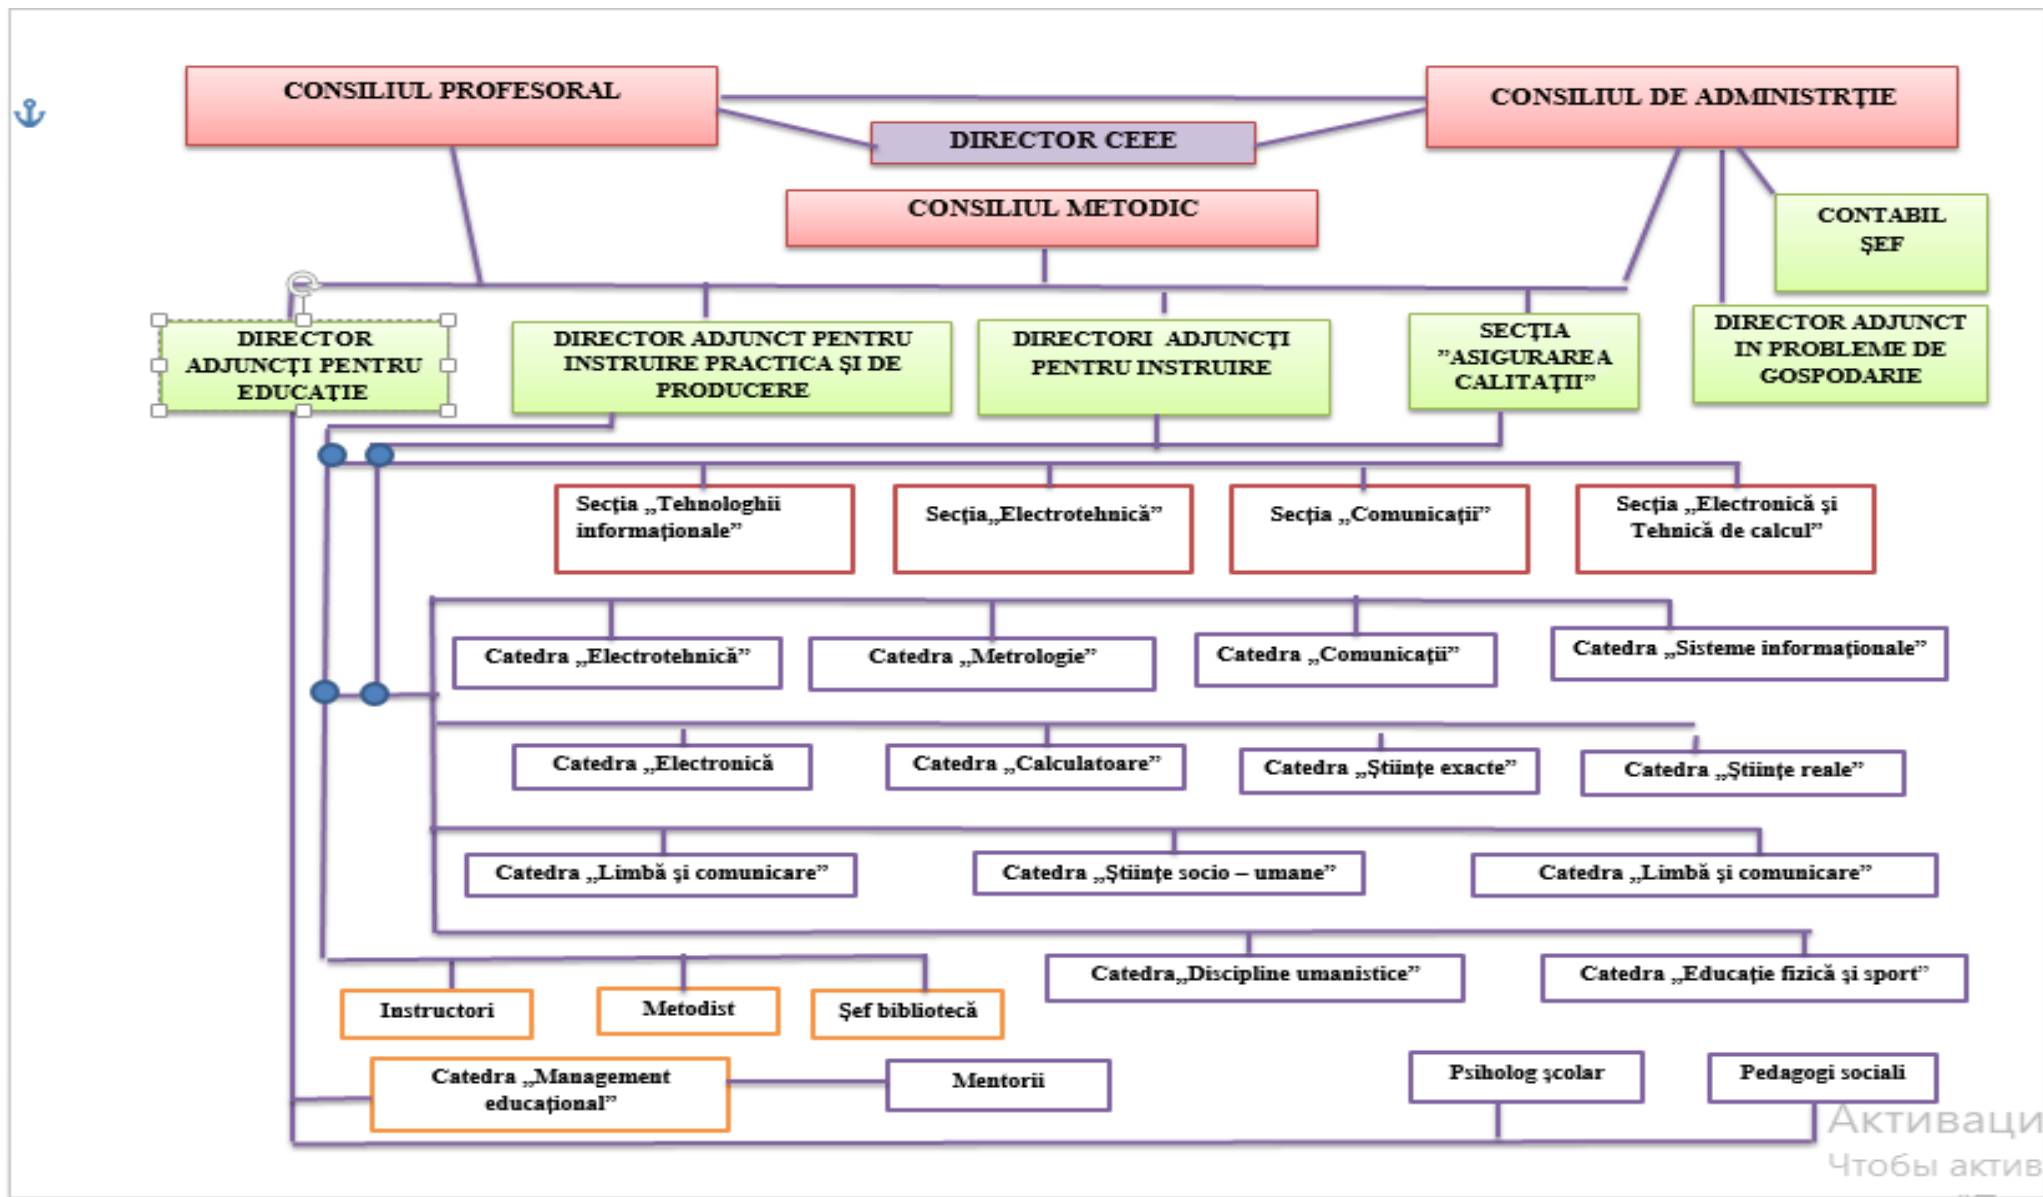 CONSILIUL PROFESORAL
CONSILIUL DE ADMINISTRŢIE
DIRECTOR CEEE
CONSILIUL METODIC
CONTABIL
ŞEF
DIRECTOR
ADJUNCŢI PENTRU
EDUCAŢIE
DIRECTOR ADJUNCT PENTRU
INSTRUIRE PRACTICA ŞI DE
PRODUCERE
DIRECTORI ADJUNCŢI
PENTRU INSTRUIRE
SECŢIA
”ASIGURAREA
CALITAŢII”
DIRECTOR ADJUNCT
IN PROBLEME DE
GOSPODARIE
Secţia „Tehnologhii
informaţionale”
Secţia„Electrotehnică”
Secţia „Comunicaţii”
Secţia „Electronică şi
Tehnică de calcul”
Catedra „Electrotehnică”
Catedra „Metrologie”
Catedra „Comunicaţii”
Catedra „Sisteme informaţionale”
Catedra „Electronică
Catedra „Calculatoare”
Catedra „Ştiinţe exacte”
Catedra „Ştiinţe reale”
Catedra „Limbă şi comunicare”
Catedra „Ştiinţe socio – umane”
Catedra „Limbă şi comunicare”
Catedra„Discipline umanistice”
Catedra „Educaţie fizică şi sport”
Instructori
Metodist
Şef bibliotecă
Catedra „Management
educaţional”
Mentorii
Psiholog şcolar
Pedagogi sociali
Активаци
Чтобы актив